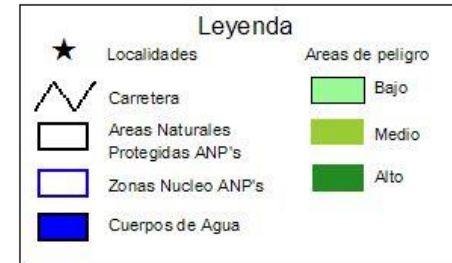 Leyenda
Localidades
Carretera
Areas Naturales
Protegidas ANP's
Zonas Nucleo ANP's
Cuerpos de Agua
Areas de peligro
Bajo
Medio
Alto